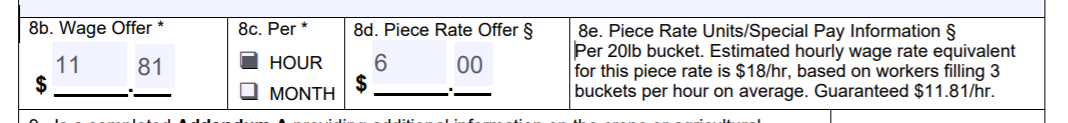 8b. Wage Offer *
$ 11 . 81
8c. Per *
HOUR
MONTH
8d. Piece Rate Offer §
$ 6 . 00
8e. Piece Rate Units/Special Pay Information §
Per 20lb bucket. Estimated hourly wage rate equivalent
for this piece rate is $18/hr, based on workers filling 3
buckets per hour on average. Guaranteed $11.81/hr.